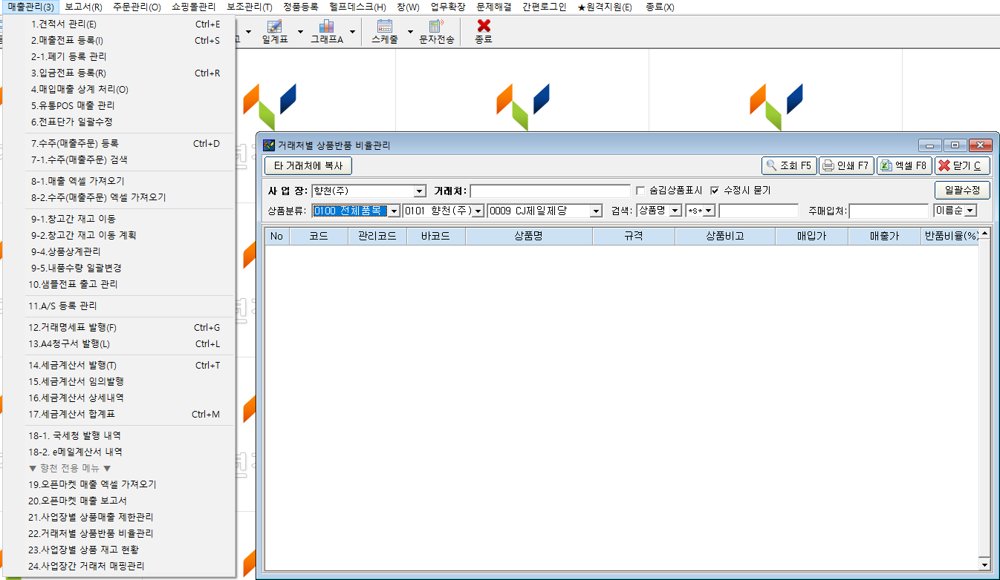 매출관리(3) 보고서(R) 주문관리(O) 쇼핑몰관리 보조관리(T) 정품등록 헬프데스크(H) 창(W) 업무확장 문제해결 간편로그인 ★원격지원(E) 종료(X)
고 일계표 그래프A 스케줄 문자전송 종료
1.견적서 관리(E) Ctrl+E
2.매출전표 등록(I) Ctrl+S
2-1.폐기 등록 관리
3.입금전표 등록(R) Ctrl+R
4.매입매출 상계 처리(O)
5.유통POS 매출 관리
6.전표단가 일괄수정
7.수주(매출주문) 등록 Ctrl+D
7-1.수주(매출주문) 검색
8-1.매출 엑셀 가져오기
8-2.수주(매출주문) 엑셀 가져오기
9-1.창고간 재고 이동
9-2.창고간 재고 이동 계획
9-4.상품상계관리
9-5.내품수량 일괄변경
10.샘플전표 출고 관리
11.A/S 등록 관리
12.거래명세표 발행(F) Ctrl+G
13.A4청구서 발행(L) Ctrl+L
14.세금계산서 발행(T) Ctrl+T
15.세금계산서 임의발행
16.세금계산서 상세내역
17.세금계산서 합계표 Ctrl+M
18-1. 국세청 발행 내역
18-2. e메일계산서 내역
▼ 향천 전용 메뉴 ▼
19.오픈마켓 매출 엑셀 가져오기
20.오픈마켓 매출 보고서
21.사업장별 상품매출 제한관리
22.거래처별 상품반품 비율관리
23.사업장별 상품 재고 현황
24.사업장간 거래처 매핑관리
거래처별 상품반품 비율관리
타 거래처에 복사 조회 F5 인쇄 F7 엑셀 F8 닫기 C
사 업 장: 향천(주) 거래처: 숨김상품표시 수정시 묻기 일괄수정
상품분류: 0100 전체품목 0101 향천(주) 0009 CJ제일제당 검색: 상품명 *s* 주매입처: 이름순
No 코드 관리코드 바코드 상품명 규격 상품비고 매입가 매출가 반품비율(%)